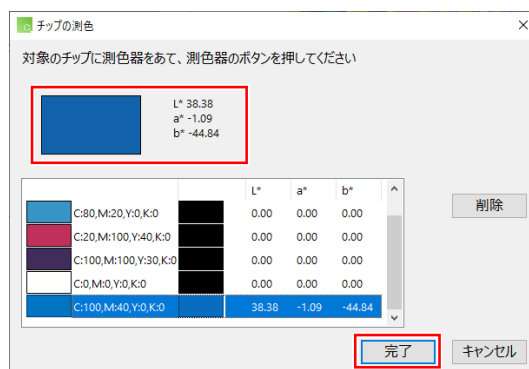 チップの測色
対象のチップに測色器をあて、測色器のボタンを押してください
L* 38.38
a* -1.09
b* -44.84
L* a* b*
C:80,M:20,Y:0,K:0 0.00 0.00 0.00
C:20,M:100,Y:40,K:0 0.00 0.00 0.00
C:100,M:100,Y:30,K:0 0.00 0.00 0.00
C:0,M:0,Y:0,K:0 0.00 0.00 0.00
C:100,M:40,Y:0,K:0 38.38 -1.09 -44.84
削除
完了 キャンセル